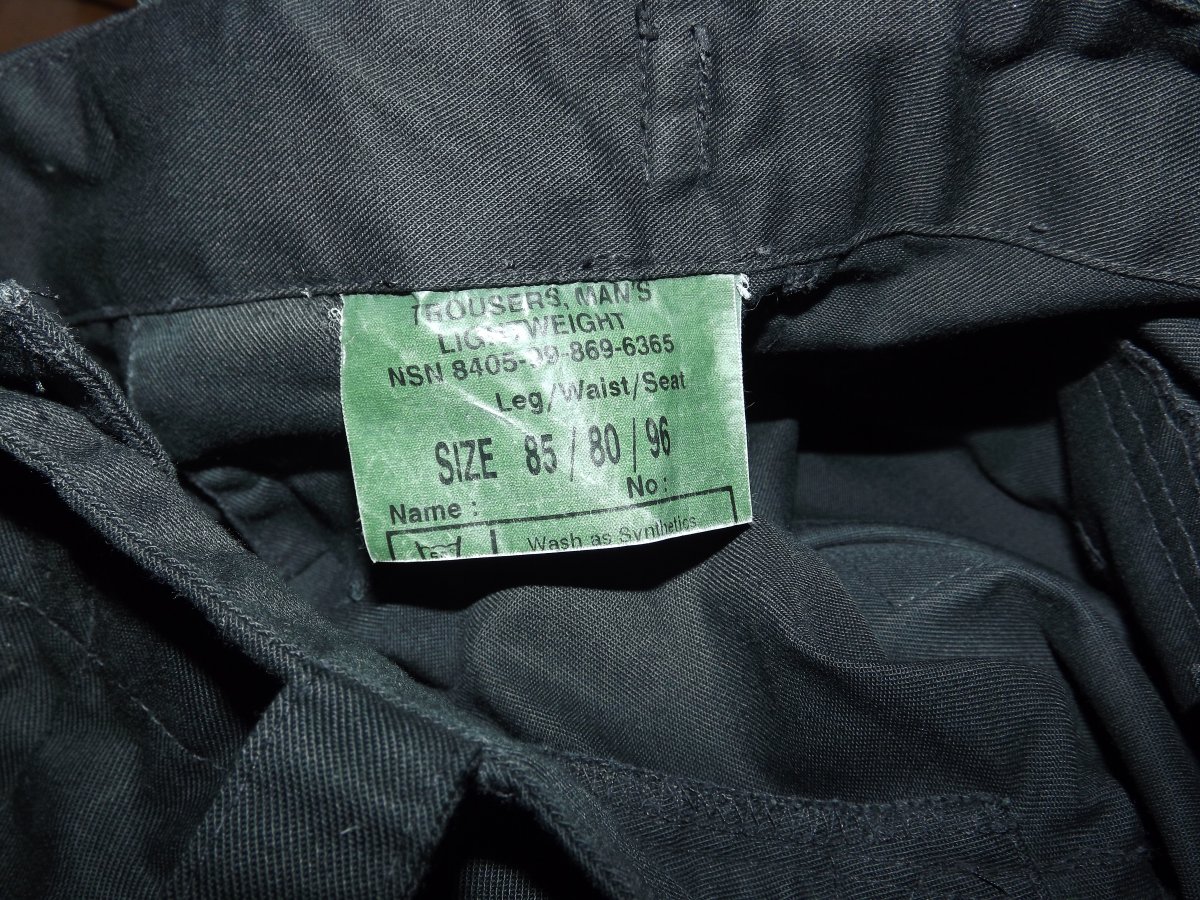 TROUSERS, MAN'S
LIGHTWEIGHT
NSN 8405-99-869-6365
Leg/Waist/Seat
SIZE 85 / 80 / 96
Name : No :
Wash as Synthetics